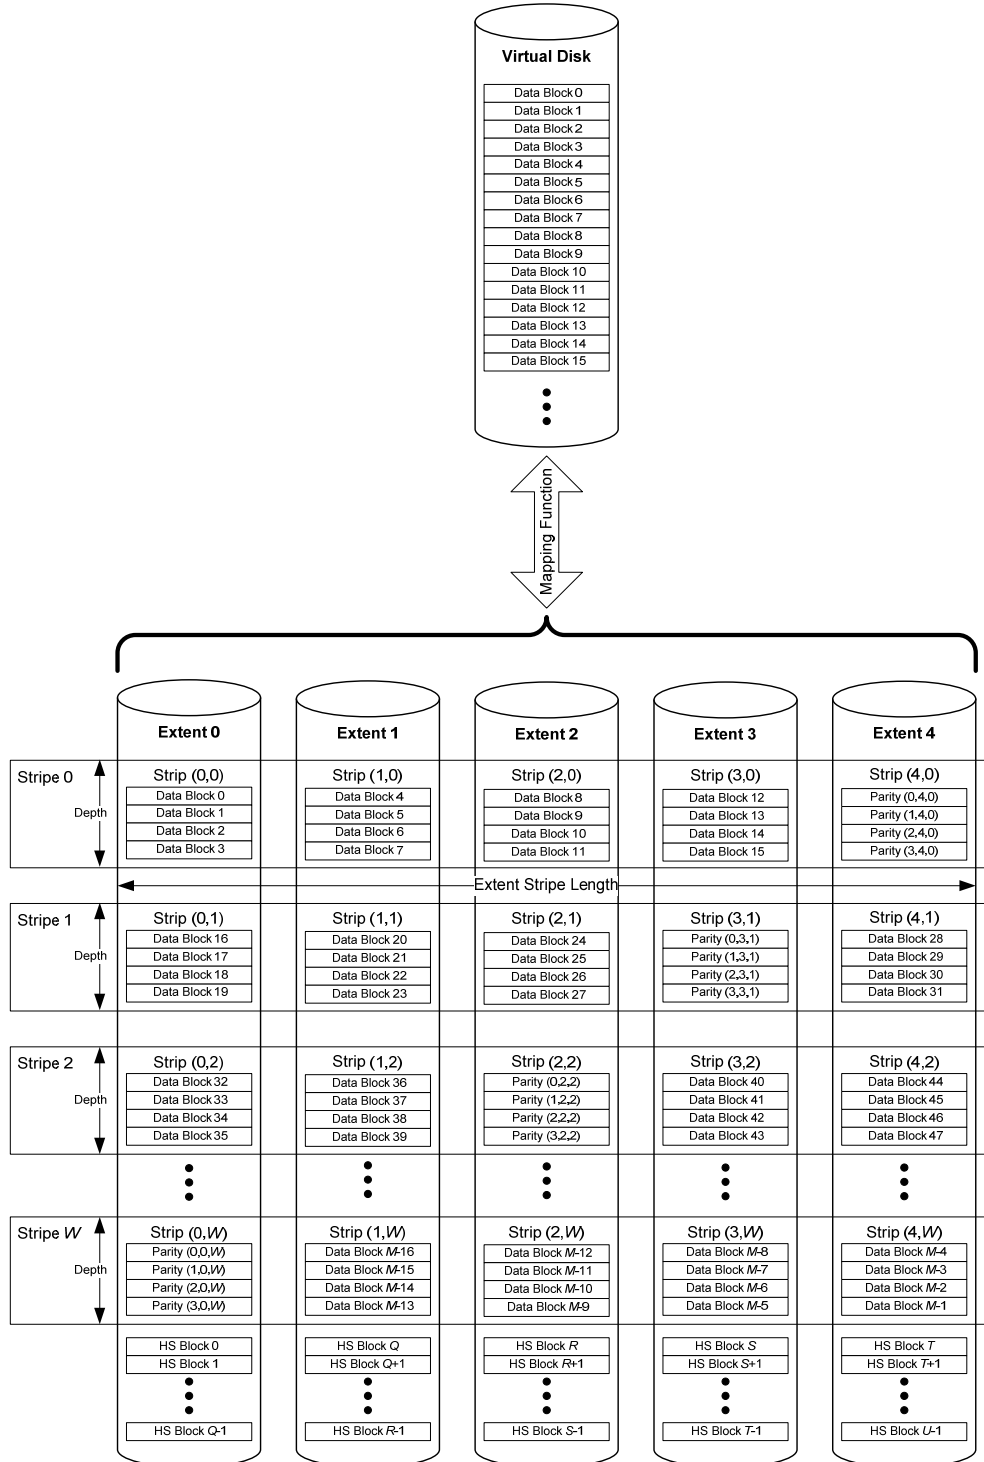 Virtual Disk
Data Block 0
Data Block 1
Data Block 2
Data Block 3
Data Block 4
Data Block 5
Data Block 6
Data Block 7
Data Block 8
Data Block 9
Data Block 10
Data Block 11
Data Block 12
Data Block 13
Data Block 14
Data Block 15
Mapping Function
Extent 0 Extent 1 Extent 2 Extent 3 Extent 4
Stripe 0
Depth
Strip (0,0)
Data Block 0
Data Block 1
Data Block 2
Data Block 3
Strip (1,0)
Data Block 4
Data Block 5
Data Block 6
Data Block 7
Strip (2,0)
Data Block 8
Data Block 9
Data Block 10
Data Block 11
Strip (3,0)
Data Block 12
Data Block 13
Data Block 14
Data Block 15
Strip (4,0)
Parity (0,4,0)
Parity (1,4,0)
Parity (2,4,0)
Parity (3,4,0)
Extent Stripe Length
Stripe 1
Depth
Strip (0,1)
Data Block 16
Data Block 17
Data Block 18
Data Block 19
Strip (1,1)
Data Block 20
Data Block 21
Data Block 22
Data Block 23
Strip (2,1)
Data Block 24
Data Block 25
Data Block 26
Data Block 27
Strip (3,1)
Parity (0,3,1)
Parity (1,3,1)
Parity (2,3,1)
Parity (3,3,1)
Strip (4,1)
Data Block 28
Data Block 29
Data Block 30
Data Block 31
Stripe 2
Depth
Strip (0,2)
Data Block 32
Data Block 33
Data Block 34
Data Block 35
Strip (1,2)
Data Block 36
Data Block 37
Data Block 38
Data Block 39
Strip (2,2)
Parity (0,2,2)
Parity (1,2,2)
Parity (2,2,2)
Parity (3,2,2)
Strip (3,2)
Data Block 40
Data Block 41
Data Block 42
Data Block 43
Strip (4,2)
Data Block 44
Data Block 45
Data Block 46
Data Block 47
Stripe W
Depth
Strip (0,W)
Parity (0,0,W)
Parity (1,0,W)
Parity (2,0,W)
Parity (3,0,W)
Strip (1,W)
Data Block M-16
Data Block M-15
Data Block M-14
Data Block M-13
Strip (2,W)
Data Block M-12
Data Block M-11
Data Block M-10
Data Block M-9
Strip (3,W)
Data Block M-8
Data Block M-7
Data Block M-6
Data Block M-5
Strip (4,W)
Data Block M-4
Data Block M-3
Data Block M-2
Data Block M-1
HS Block 0
HS Block 1
HS Block Q-1
HS Block Q
HS Block Q+1
HS Block R-1
HS Block R
HS Block R+1
HS Block S-1
HS Block S
HS Block S+1
HS Block T-1
HS Block T
HS Block T+1
HS Block U-1